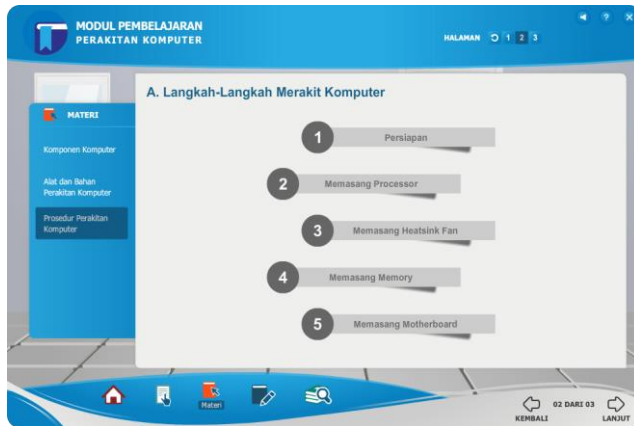 MODUL PEMBELAJARAN
PERAKITAN KOMPUTER
HALAMAN 1 2 3
?
A. Langkah-Langkah Merakit Komputer
MATERI
Komponen Komputer
Alat dan Bahan
Perakitan Komputer
Prosedur Perakitan
Komputer
1 Persiapan
2 Memasang Processor
3 Memasang Heatsink Fan
4 Memasang Memory
5 Memasang Motherboard
Materi
02 DARI 03
KEMBALI
LANJUT